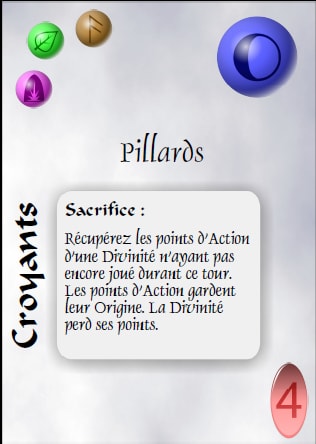 Pillards
Croyants
Sacrifice :
Récupérez les points d'Action
d'une Divinité n'ayant pas
encore joué durant ce tour.
Les points d'Action gardent
leur Origine. La Divinité
perd ses points.
4